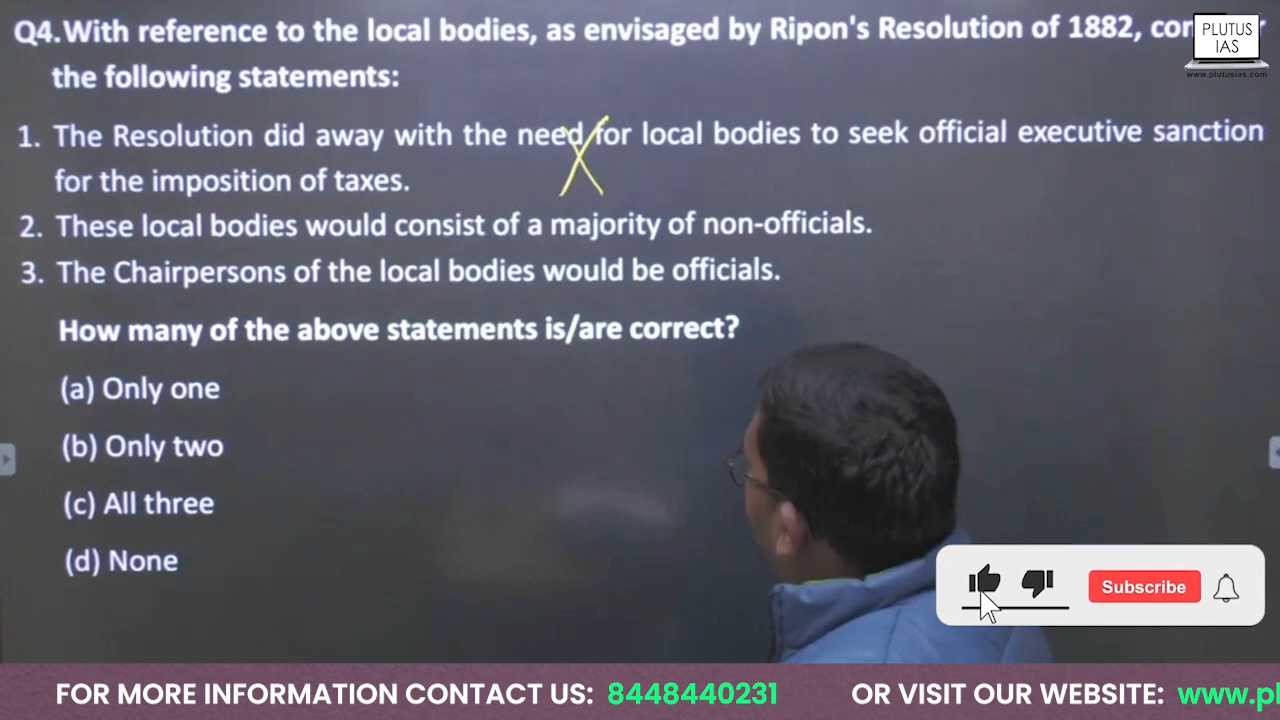 Q4.With reference to the local bodies, as envisaged by Ripon's Resolution of 1882,
the following statements:
1. The Resolution did away with the need for local bodies to seek official executive sanction
for the imposition of taxes.
2. These local bodies would consist of a majority of non-officials.
3. The Chairpersons of the local bodies would be officials.
How many of the above statements is/are correct?
(a) Only one
(b) Only two
(c) All three
(d) None
PLUTUS
IAS
www.plutusias.com
Subscribe
FOR MORE INFORMATION CONTACT US: 8448440231 OR VISIT OUR WEBSITE: www.pl